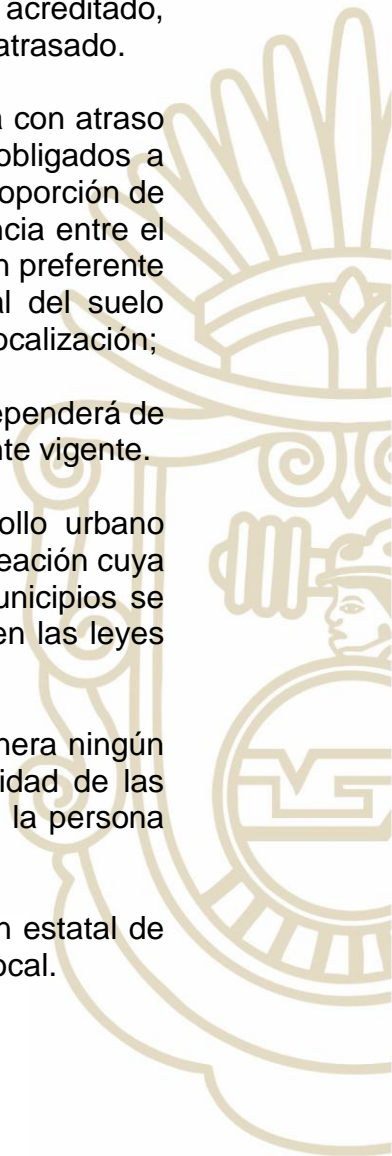 acreditado,
atrasado.
con atraso
obligados a
oporción de
ncia entre el
n preferente
al del suelo
ocalización;
ependerá de
nte vigente.
ollo urbano
eación cuya
unicipios se
en las leyes
nera ningún
idad de las
la persona
n estatal de
ocal.